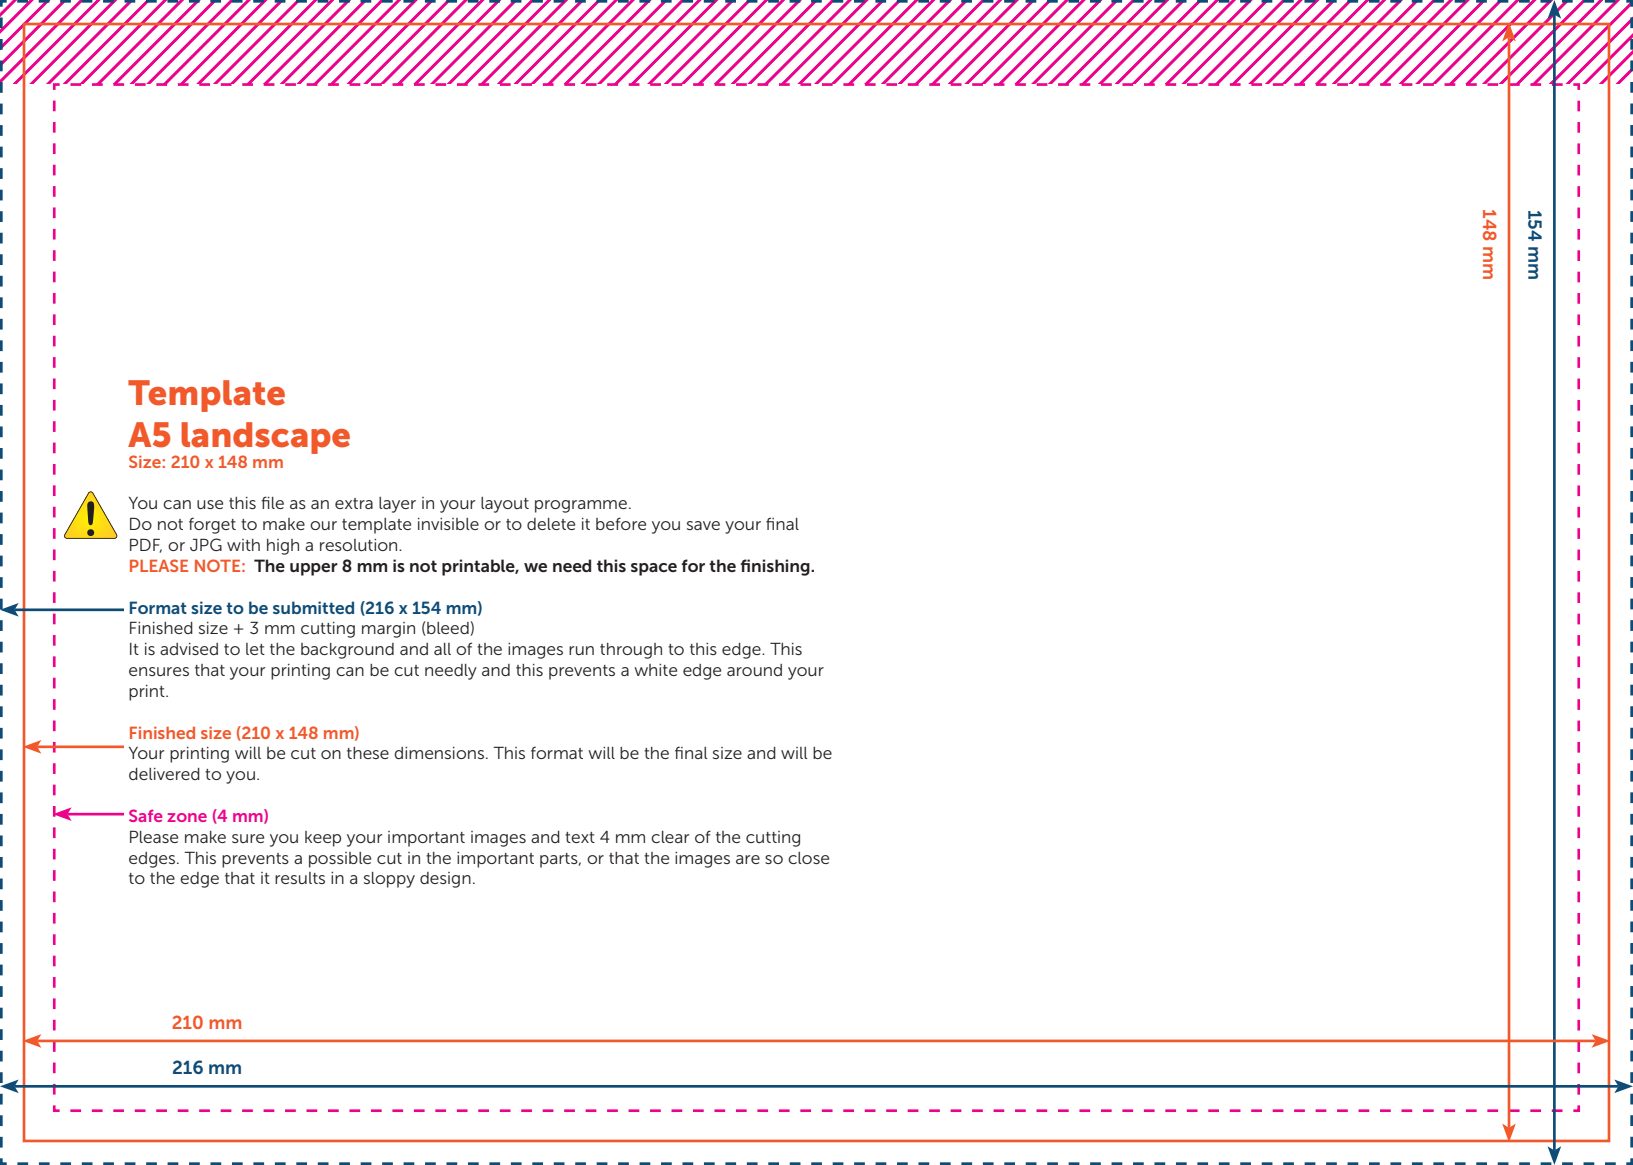 148 mm
154 mm
Template
A5 landscape
Size: 210 x 148 mm
You can use this file as an extra layer in your layout programme.
Do not forget to make our template invisible or to delete it before you save your final
PDF, or JPG with high a resolution.
PLEASE NOTE: The upper 8 mm is not printable, we need this space for the finishing.
Format size to be submitted (216 x 154 mm)
Finished size + 3 mm cutting margin (bleed)
It is advised to let the background and all of the images run through to this edge. This
ensures that your printing can be cut needly and this prevents a white edge around your
print.
Finished size (210 x 148 mm)
Your printing will be cut on these dimensions. This format will be the final size and will be
delivered to you.
Safe zone (4 mm)
Please make sure you keep your important images and text 4 mm clear of the cutting
edges. This prevents a possible cut in the important parts, or that the images are so close
to the edge that it results in a sloppy design.
210 mm
216 mm